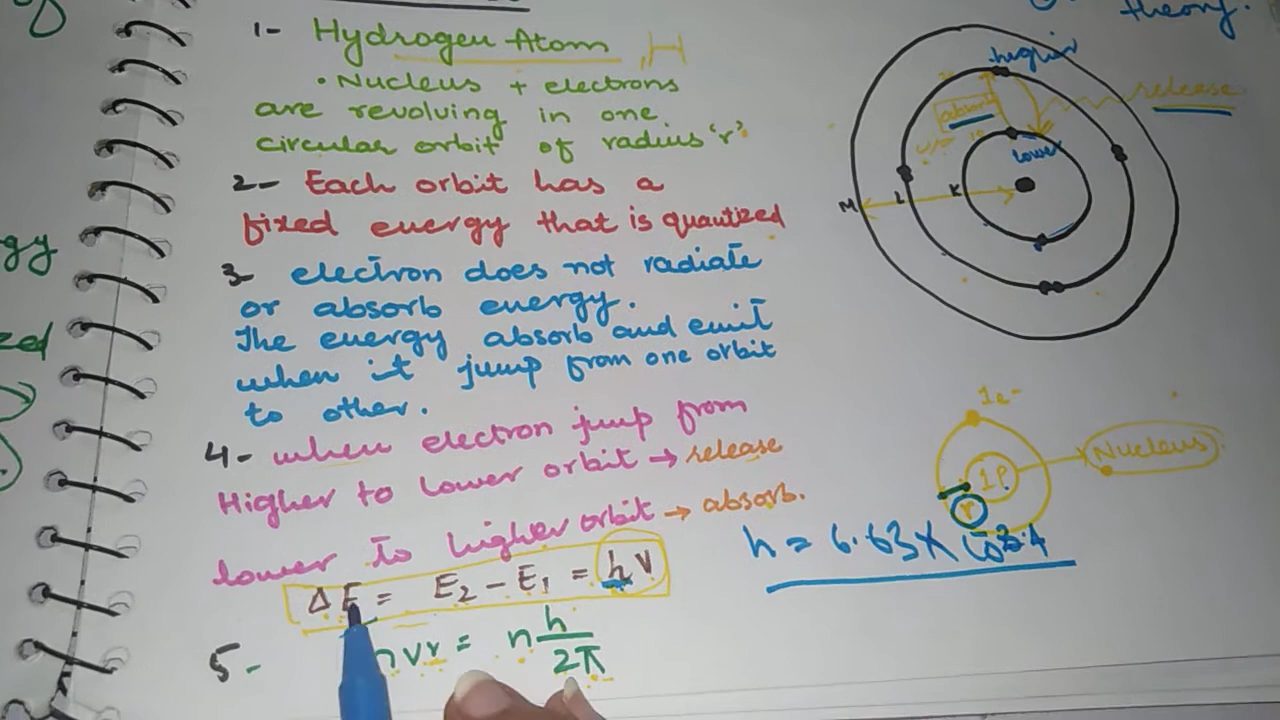 theory.
1- Hydrogen Atom, H
• Nucleus + electrons
are revolving in one
circular orbit of radius 'r'
2- Each orbit has a
fixed energy that is quantized
3- electron does not radiate
or absorb energy.
The energy absorb and emit
when it jump from one orbit
to other.
4- when electron jump from
Higher to lower orbit → release
lower to higher orbit → absorb.
ΔE = E₂ - E₁ = hν
5- vr = n h/2π
higher
absorb
جذب
release
lower
M L K
1e-
1P
Nucleus
r
h = 6.63 x
gy
zed